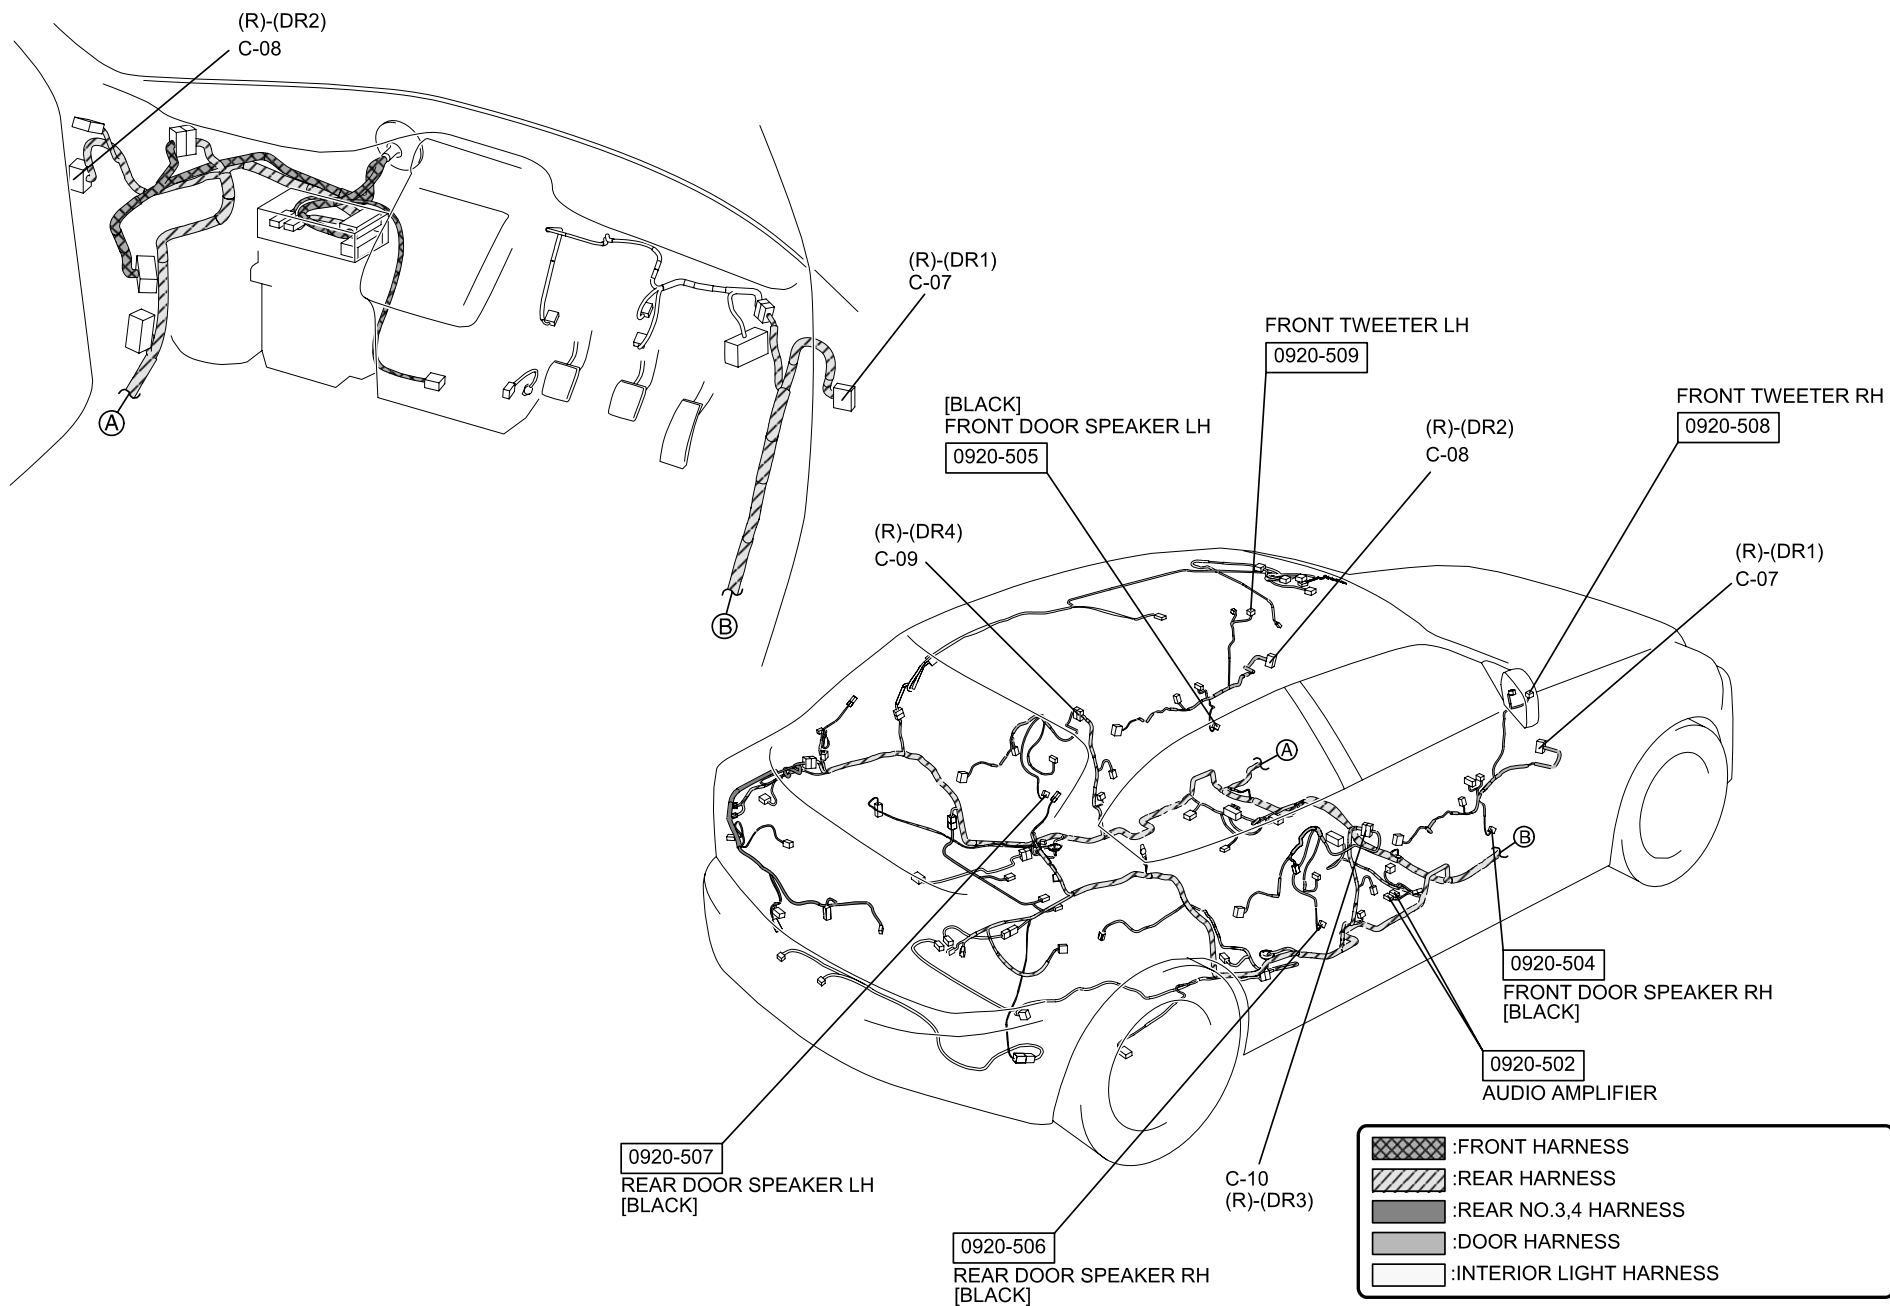 (R)-(DR2)
C-08
(R)-(DR1)
C-07
A
B
FRONT TWEETER LH
0920-509
FRONT TWEETER RH
0920-508
[BLACK]
FRONT DOOR SPEAKER LH
0920-505
(R)-(DR2)
C-08
(R)-(DR4)
C-09
(R)-(DR1)
C-07
A
B
0920-504
FRONT DOOR SPEAKER RH
[BLACK]
0920-502
AUDIO AMPLIFIER
0920-507
REAR DOOR SPEAKER LH
[BLACK]
C-10
(R)-(DR3)
0920-506
REAR DOOR SPEAKER RH
[BLACK]
:FRONT HARNESS
:REAR HARNESS
:REAR NO.3,4 HARNESS
:DOOR HARNESS
:INTERIOR LIGHT HARNESS